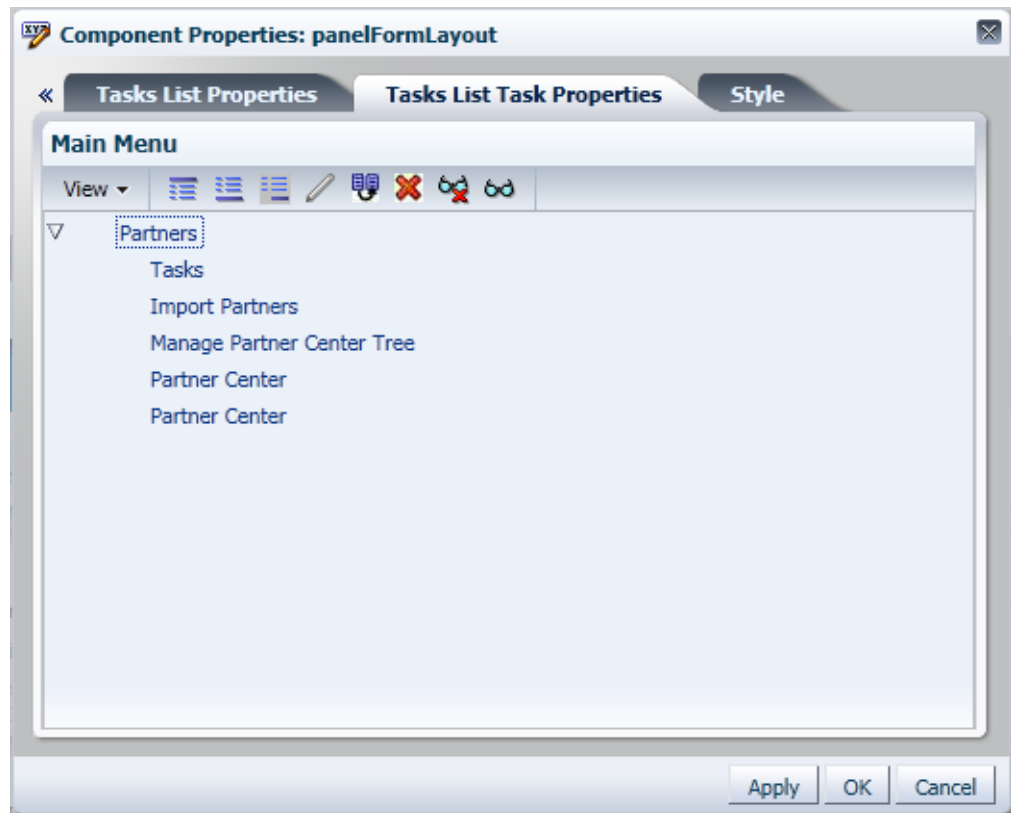 Component Properties: panelFormLayout
« Tasks List Properties Tasks List Task Properties Style
Main Menu
View
Partners
Tasks
Import Partners
Manage Partner Center Tree
Partner Center
Partner Center
Apply OK Cancel